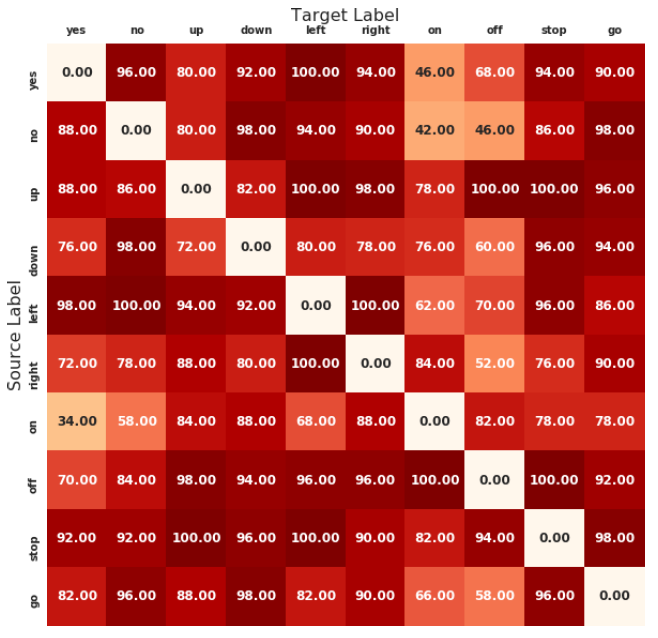 Target Label
yes no up down left right on off stop go
Source Label
yes 0.00 96.00 80.00 92.00 100.00 94.00 46.00 68.00 94.00 90.00
no 88.00 0.00 80.00 98.00 94.00 90.00 42.00 46.00 86.00 98.00
up 88.00 86.00 0.00 82.00 100.00 98.00 78.00 100.00 100.00 96.00
down 76.00 98.00 72.00 0.00 80.00 78.00 76.00 60.00 96.00 94.00
left 98.00 100.00 94.00 92.00 0.00 100.00 62.00 70.00 96.00 86.00
right 72.00 78.00 88.00 80.00 100.00 0.00 84.00 52.00 76.00 90.00
on 34.00 58.00 84.00 88.00 68.00 88.00 0.00 82.00 78.00 78.00
off 70.00 84.00 98.00 94.00 96.00 96.00 100.00 0.00 100.00 92.00
stop 92.00 92.00 100.00 96.00 100.00 90.00 82.00 94.00 0.00 98.00
go 82.00 96.00 88.00 98.00 82.00 90.00 66.00 58.00 96.00 0.00